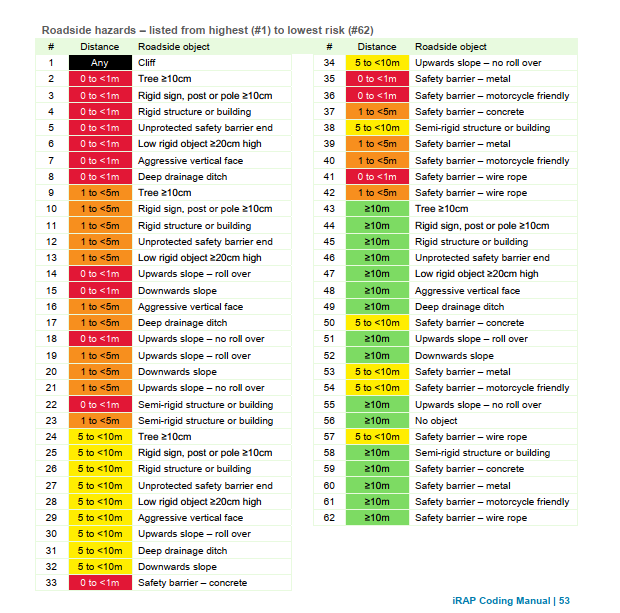 Roadside hazards – listed from highest (#1) to lowest risk (#62)
# Distance Roadside object
1 Any Cliff
2 0 to <1m Tree ≥10cm
3 0 to <1m Rigid sign, post or pole ≥10cm
4 0 to <1m Rigid structure or building
5 0 to <1m Unprotected safety barrier end
6 0 to <1m Low rigid object ≥20cm high
7 0 to <1m Aggressive vertical face
8 0 to <1m Deep drainage ditch
9 1 to <5m Tree ≥10cm
10 1 to <5m Rigid sign, post or pole ≥10cm
11 1 to <5m Rigid structure or building
12 1 to <5m Unprotected safety barrier end
13 1 to <5m Low rigid object ≥20cm high
14 0 to <1m Upwards slope – roll over
15 0 to <1m Downwards slope
16 1 to <5m Aggressive vertical face
17 1 to <5m Deep drainage ditch
18 0 to <1m Upwards slope – no roll over
19 1 to <5m Upwards slope – roll over
20 1 to <5m Downwards slope
21 1 to <5m Upwards slope – no roll over
22 0 to <1m Semi-rigid structure or building
23 1 to <5m Semi-rigid structure or building
24 5 to <10m Tree ≥10cm
25 5 to <10m Rigid sign, post or pole ≥10cm
26 5 to <10m Rigid structure or building
27 5 to <10m Unprotected safety barrier end
28 5 to <10m Low rigid object ≥20cm high
29 5 to <10m Aggressive vertical face
30 5 to <10m Upwards slope – roll over
31 5 to <10m Deep drainage ditch
32 5 to <10m Downwards slope
33 0 to <1m Safety barrier – concrete
# Distance Roadside object
34 5 to <10m Upwards slope – no roll over
35 0 to <1m Safety barrier – metal
36 0 to <1m Safety barrier – motorcycle friendly
37 1 to <5m Safety barrier – concrete
38 5 to <10m Semi-rigid structure or building
39 1 to <5m Safety barrier – metal
40 1 to <5m Safety barrier – motorcycle friendly
41 0 to <1m Safety barrier – wire rope
42 1 to <5m Safety barrier – wire rope
43 ≥10m Tree ≥10cm
44 ≥10m Rigid sign, post or pole ≥10cm
45 ≥10m Rigid structure or building
46 ≥10m Unprotected safety barrier end
47 ≥10m Low rigid object ≥20cm high
48 ≥10m Aggressive vertical face
49 ≥10m Deep drainage ditch
50 5 to <10m Safety barrier – concrete
51 ≥10m Upwards slope – roll over
52 ≥10m Downwards slope
53 5 to <10m Safety barrier – metal
54 5 to <10m Safety barrier – motorcycle friendly
55 ≥10m Upwards slope – no roll over
56 ≥10m No object
57 5 to <10m Safety barrier – wire rope
58 ≥10m Semi-rigid structure or building
59 ≥10m Safety barrier – concrete
60 ≥10m Safety barrier – metal
61 ≥10m Safety barrier – motorcycle friendly
62 ≥10m Safety barrier – wire rope
iRAP Coding Manual | 53